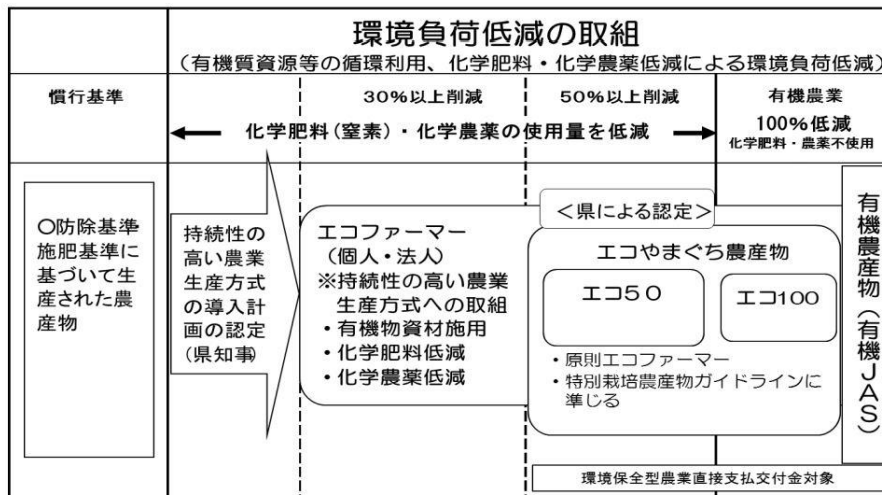 環境負荷低減の取組
(有機質資源等の循環利用、化学肥料・化学農薬低減による環境負荷低減)
慣行基準
30%以上削減
50%以上削減
有機農業
100%低減
化学肥料・農薬不使用
化学肥料(窒素)・化学農薬の使用量を低減
〇防除基準・
施肥基準に
基づいて生
産された農
産物
持続性の
高い農業
生産方式
の導入計
画の認定
(県知事)
エコファーマー
(個人・法人)
※持続性の高い農業
生産方式への取組
・有機物資材施用
・化学肥料低減
・化学農薬低減
<県による認定>
エコやまぐち農産物
エコ50
エコ100
・原則エコファーマー
・特別栽培農産物ガイドラインに
準じる
有機農産物(有機JAS)
環境保全型農業直接支払交付金対象